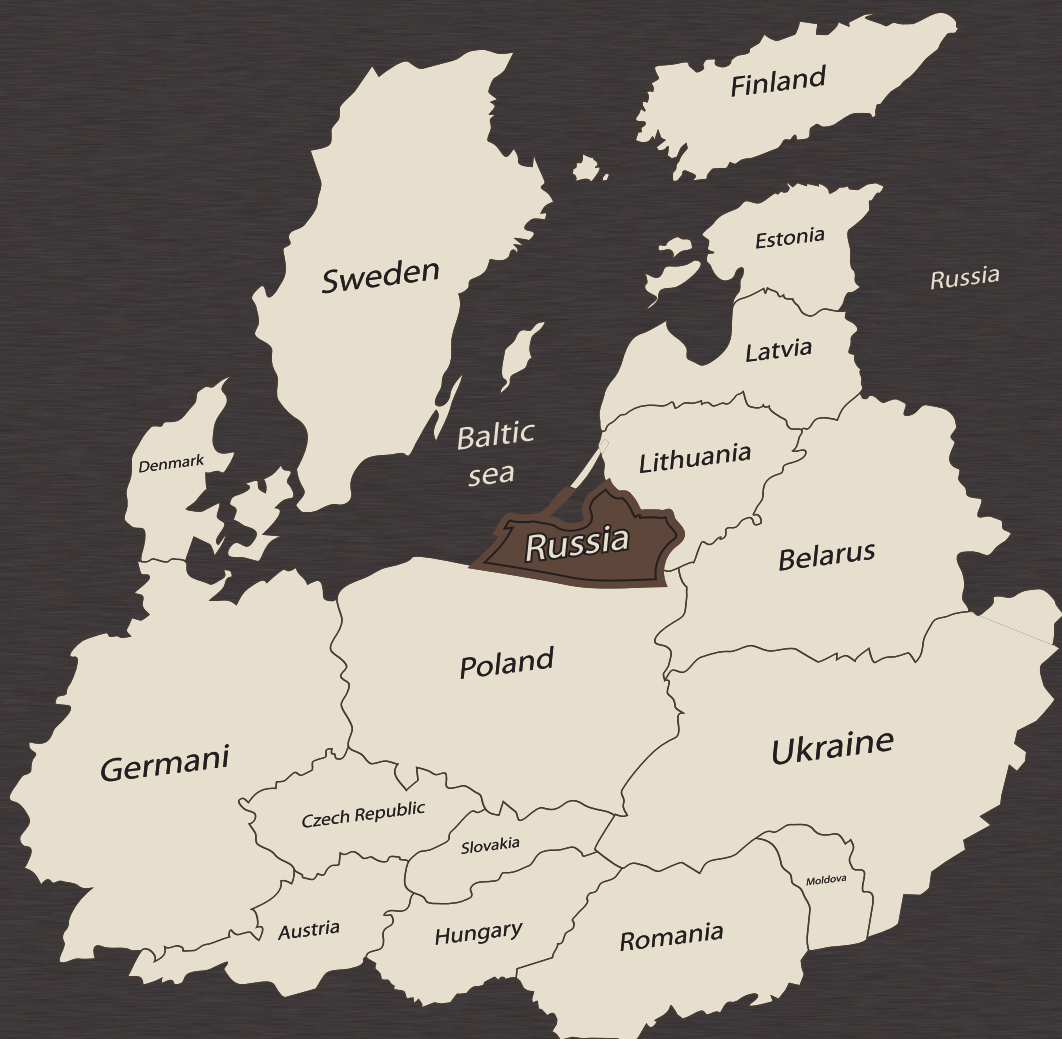 Finland
Estonia
Sweden
Russia
Latvia
Baltic
sea
Denmark
Lithuania
Russia
Belarus
Poland
Germani
Ukraine
Czech Republic
Slovakia
Moldova
Austria
Hungary
Romania